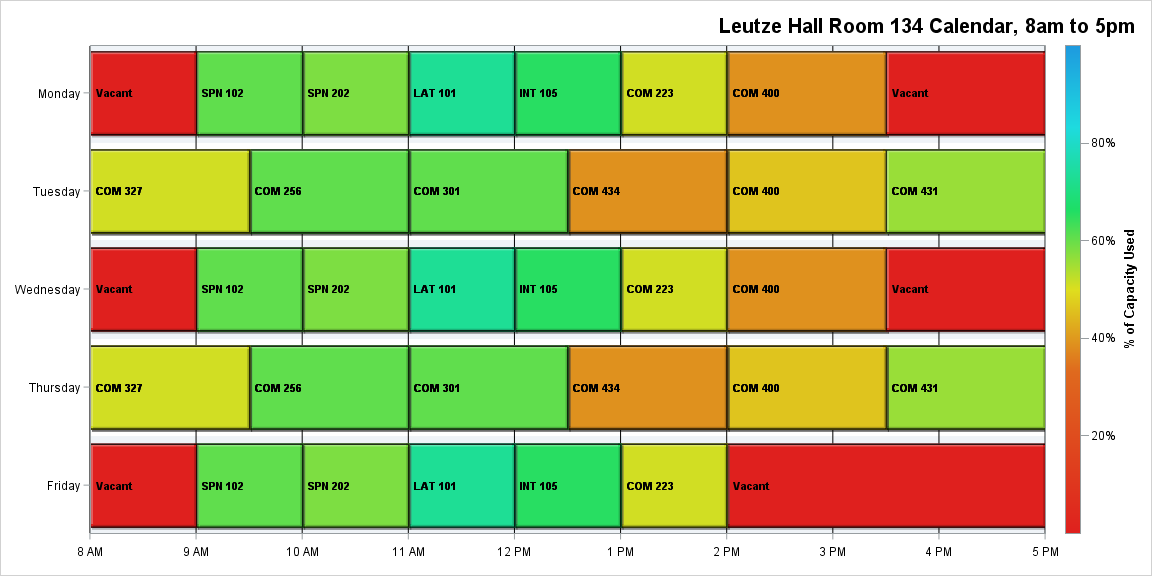 Leutze Hall Room 134 Calendar, 8am to 5pm
Monday
Vacant
SPN 102
SPN 202
LAT 101
INT 105
COM 223
COM 400
Vacant
Tuesday
COM 327
COM 256
COM 301
COM 434
COM 400
COM 431
Wednesday
Vacant
SPN 102
SPN 202
LAT 101
INT 105
COM 223
COM 400
Vacant
Thursday
COM 327
COM 256
COM 301
COM 434
COM 400
COM 431
Friday
Vacant
SPN 102
SPN 202
LAT 101
INT 105
COM 223
Vacant
8 AM
9 AM
10 AM
11 AM
12 PM
1 PM
2 PM
3 PM
4 PM
5 PM
80%
60%
40%
20%
% of Capacity Used